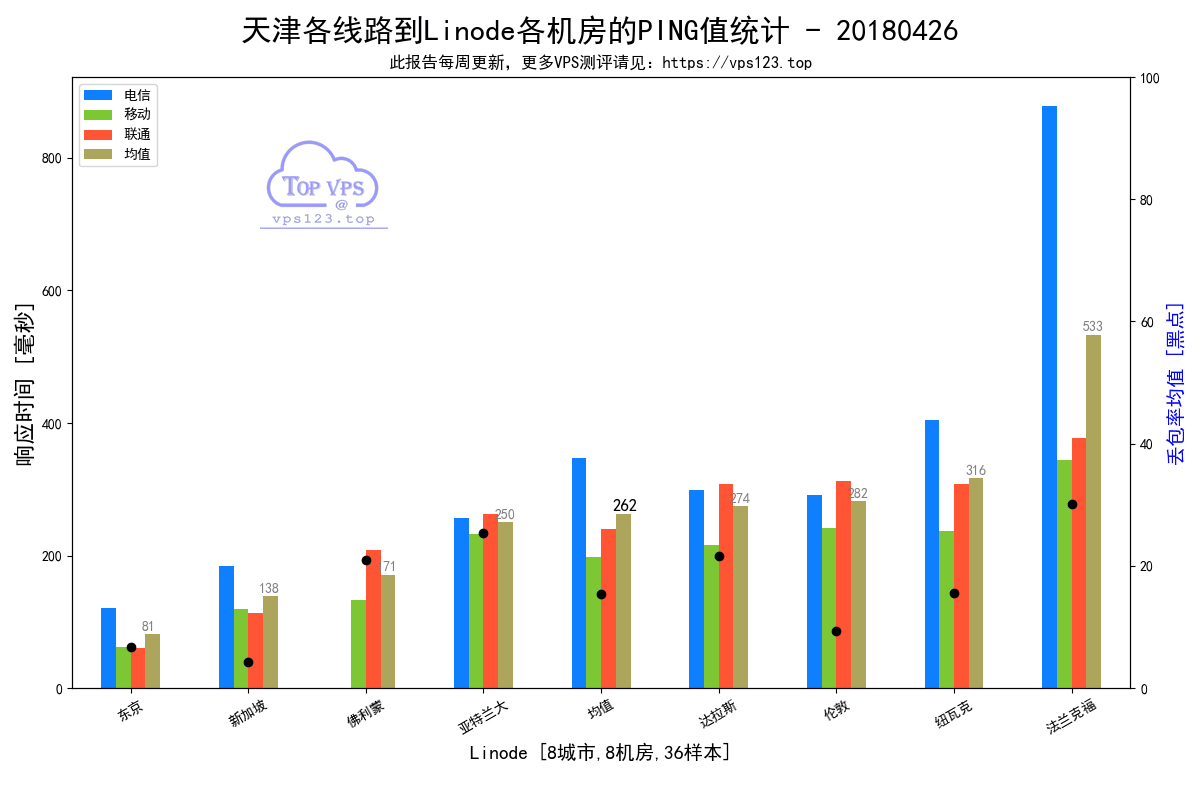 天津各线路到Linode各机房的PING值统计 - 20180426
此报告每周更新，更多VPS测评请见：https://vps123.top
电信
移动
联通
均值
TOP VPS
@
vps123.top
响应时间 [毫秒]
800
600
400
200
0
100
80
60
40
20
0
丢包率均值 [黑点]
81
138
171
250
262
274
282
316
533
东京
新加坡
佛利蒙
亚特兰大
均值
达拉斯
伦敦
纽瓦克
法兰克福
Linode [8城市,8机房,36样本]